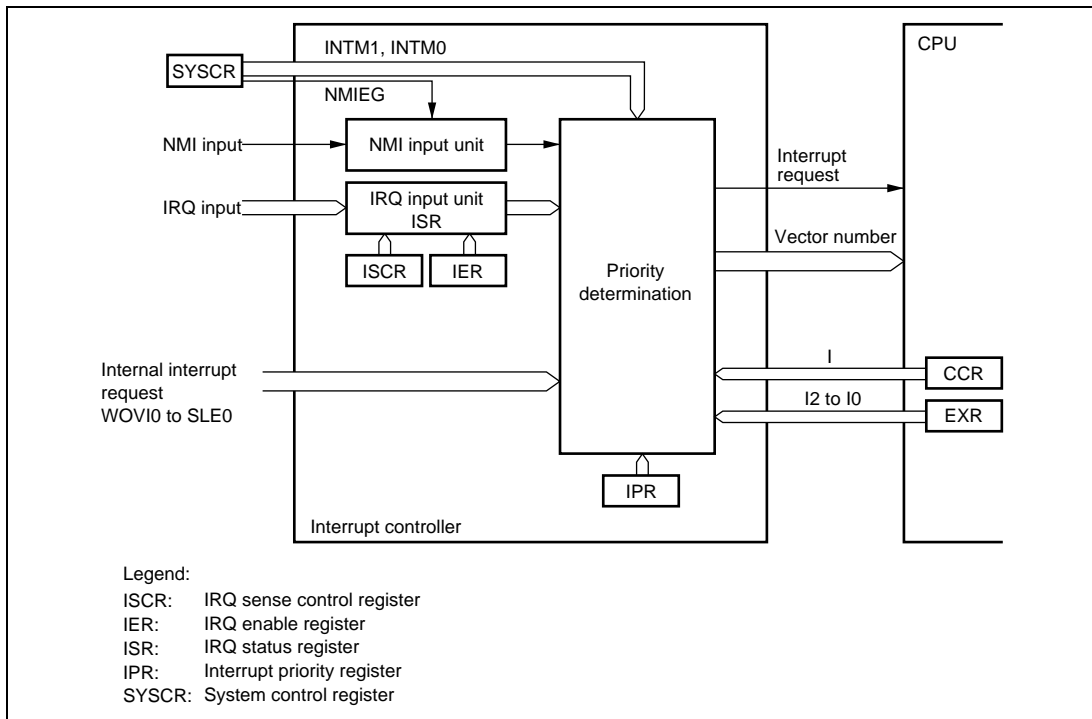 INTM1, INTM0
CPU
SYSCR
NMIEG
NMI input
NMI input unit
Interrupt
request
IRQ input
IRQ input unit
ISR
Vector number
ISCR
IER
Priority
determination
Internal interrupt
request
WOVI0 to SLE0
I
CCR
I2 to I0
EXR
IPR
Interrupt controller
Legend:
ISCR: IRQ sense control register
IER: IRQ enable register
ISR: IRQ status register
IPR: Interrupt priority register
SYSCR: System control register